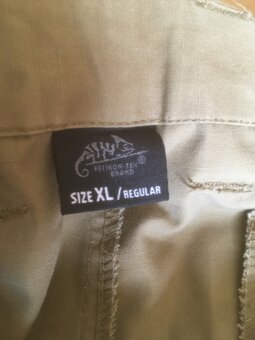 HELIKON-TEX
BRAND ®
SIZE XL / REGULAR